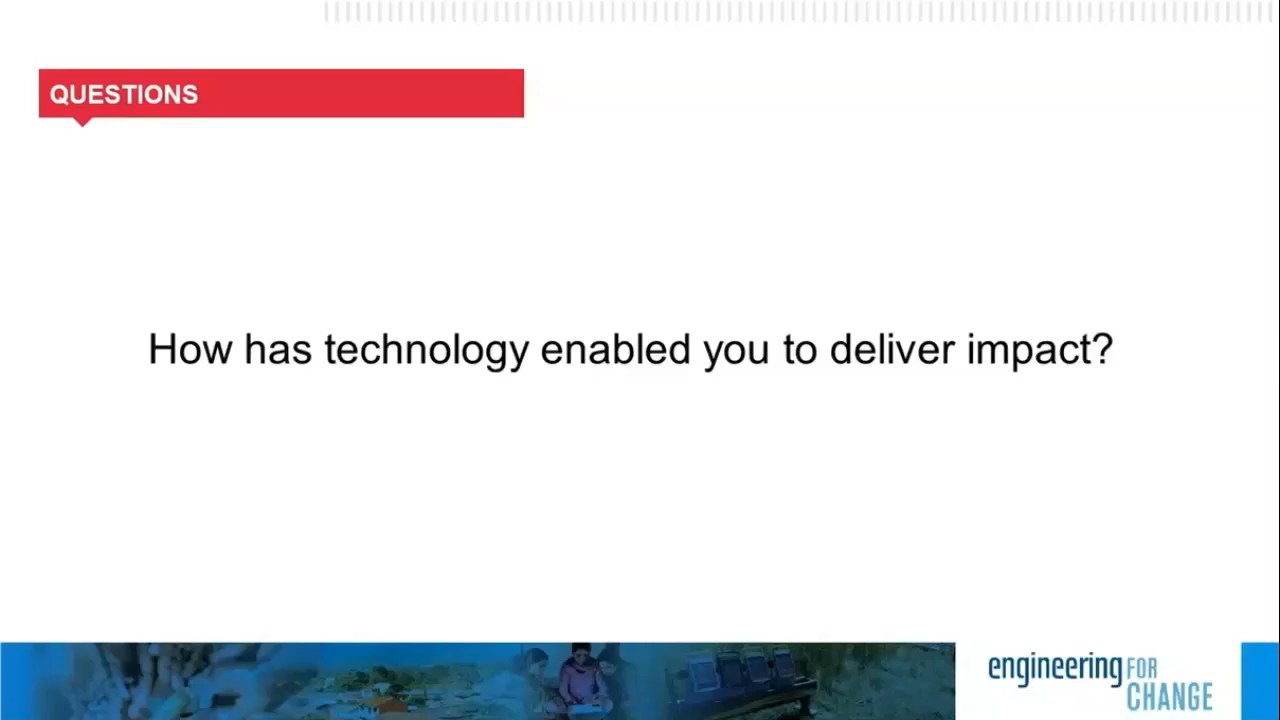 QUESTIONS
How has technology enabled you to deliver impact?
engineering FOR
CHANGE